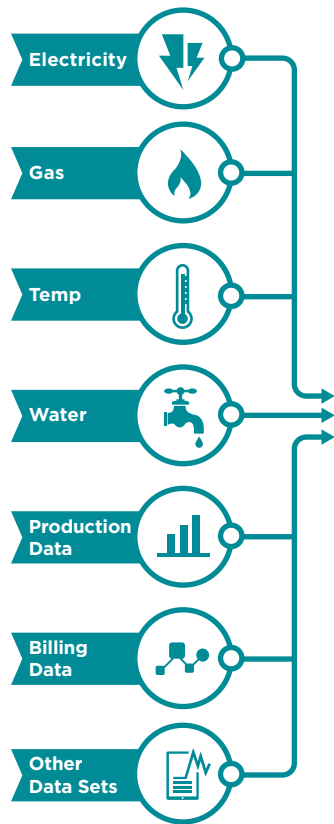 Electricity
Gas
Temp
Water
Production
Data
Billing
Data
Other
Data Sets